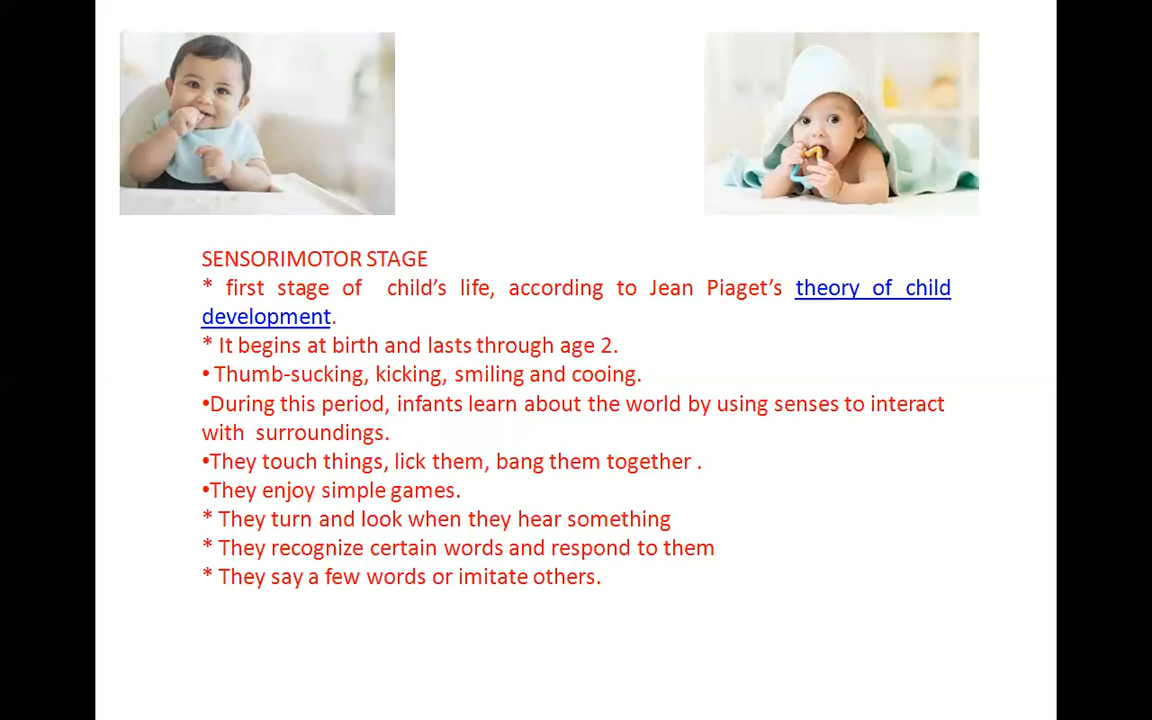 SENSORIMOTOR STAGE
* first stage of child’s life, according to Jean Piaget’s theory of child
development.
* It begins at birth and lasts through age 2.
• Thumb-sucking, kicking, smiling and cooing.
•During this period, infants learn about the world by using senses to interact
with surroundings.
•They touch things, lick them, bang them together .
•They enjoy simple games.
* They turn and look when they hear something
* They recognize certain words and respond to them
* They say a few words or imitate others.